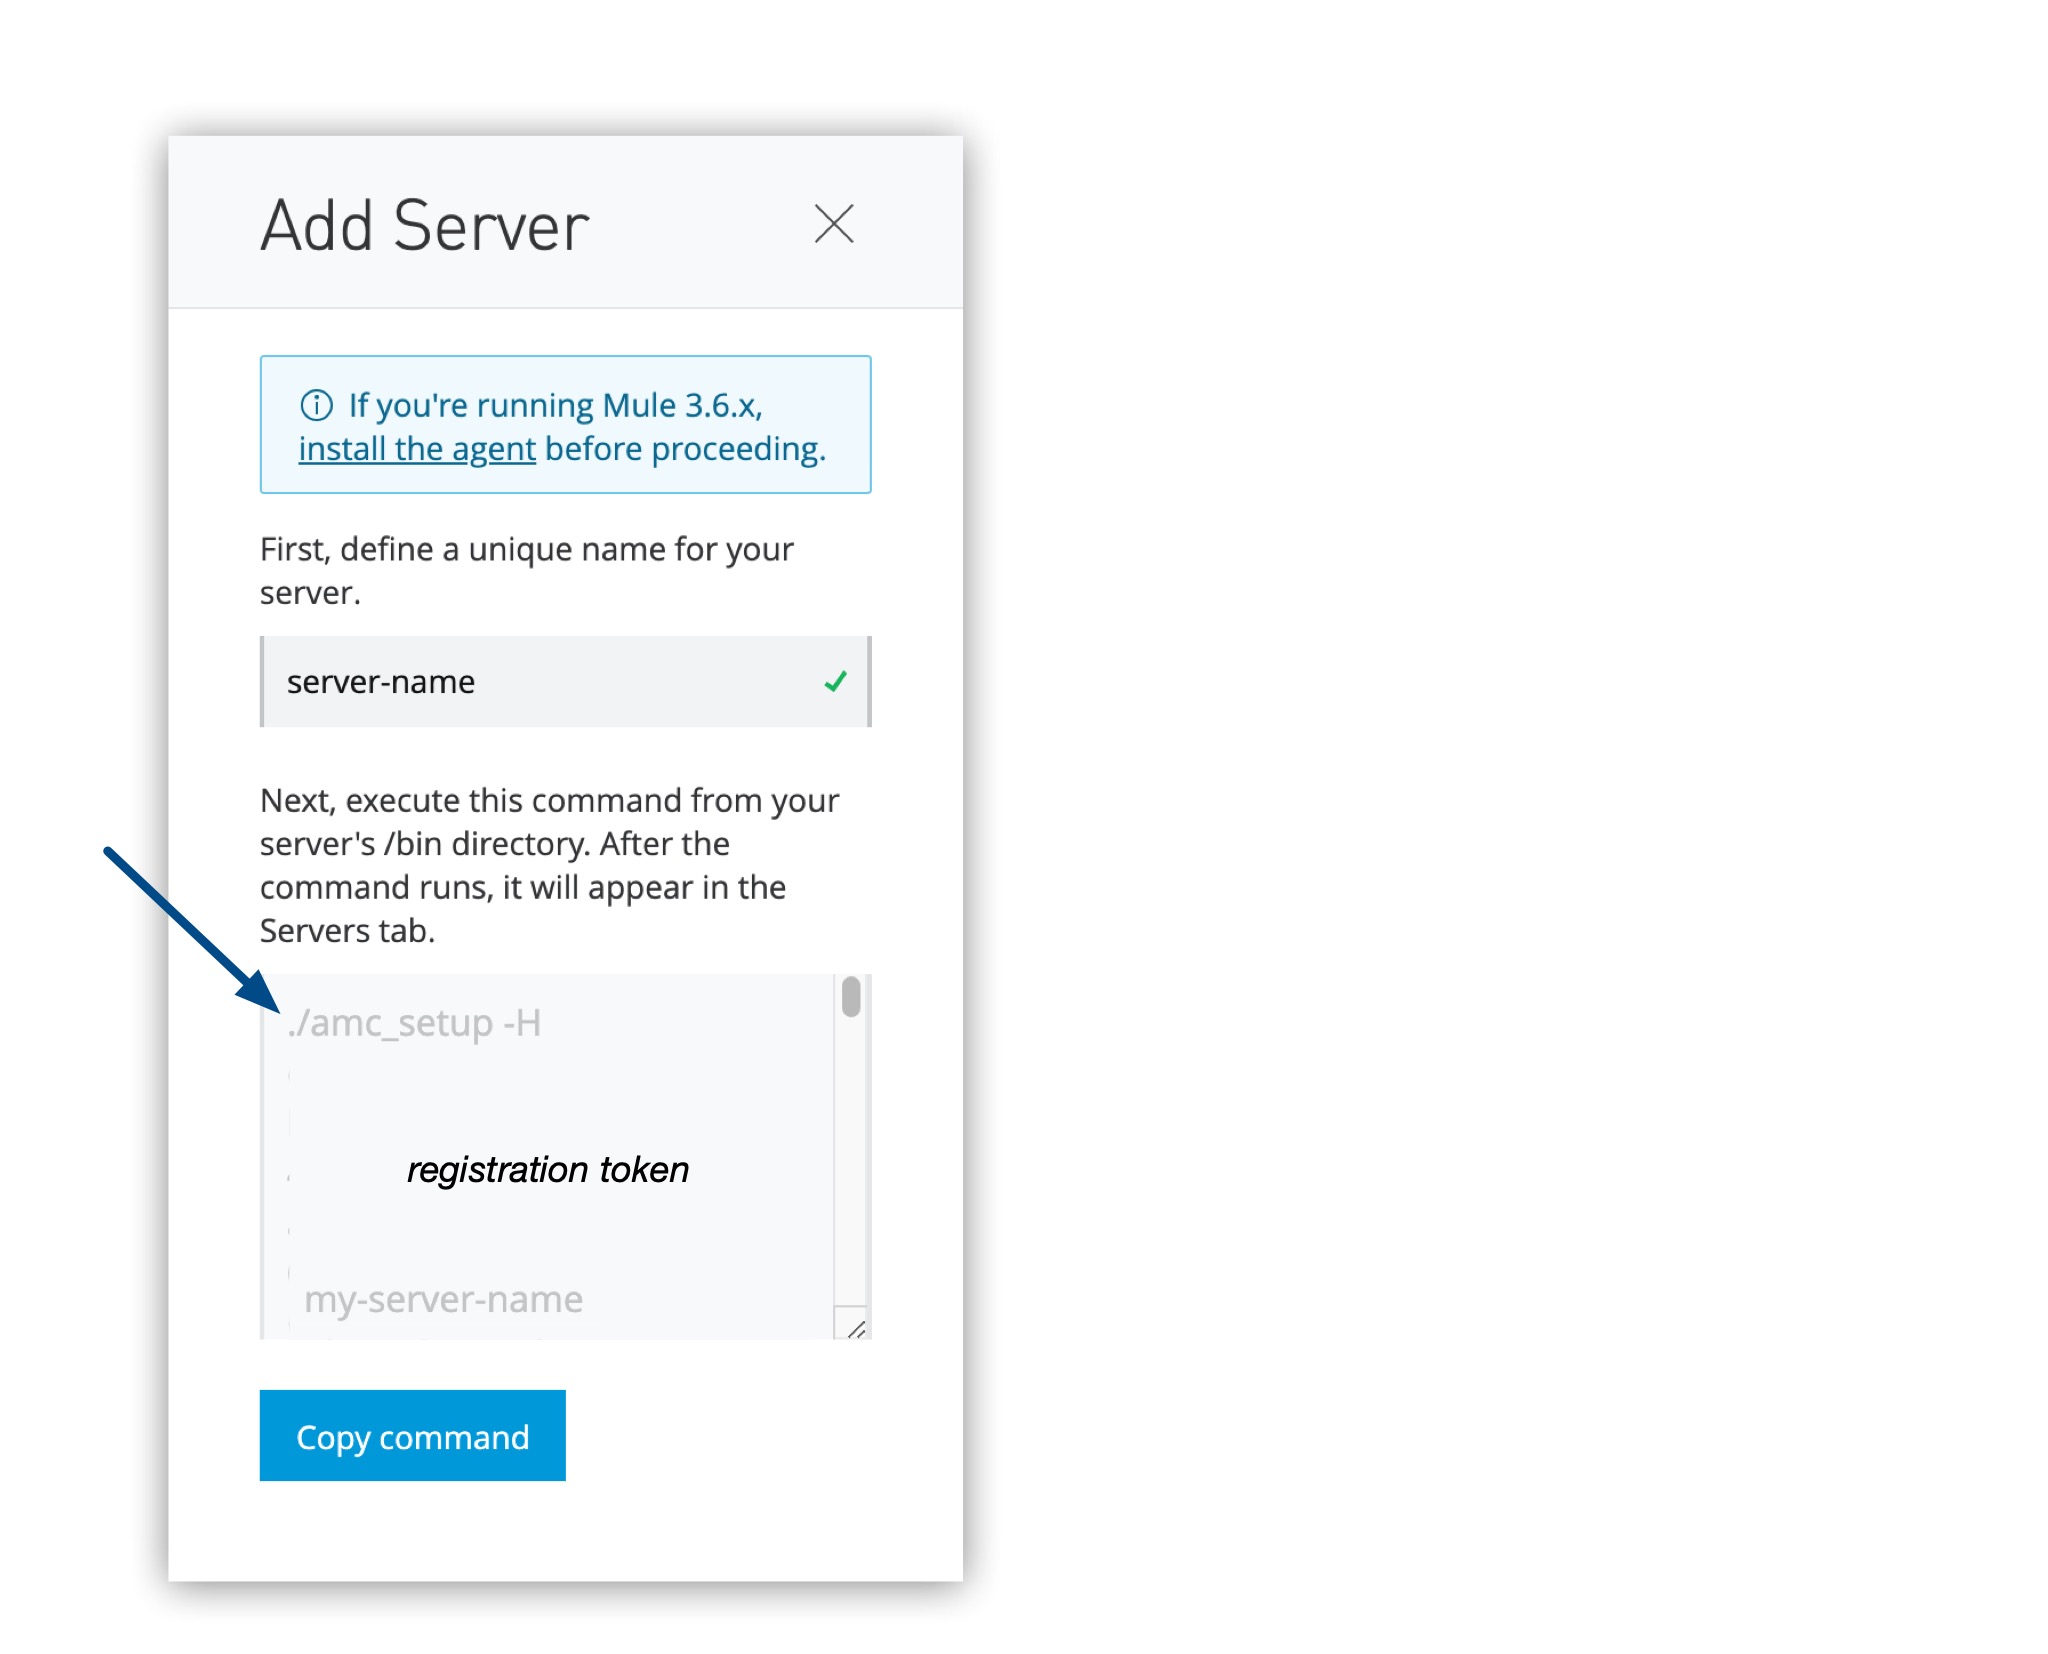 Add Server
If you're running Mule 3.6.x,
install the agent before proceeding.
First, define a unique name for your
server.
server-name
Next, execute this command from your
server's /bin directory. After the
command runs, it will appear in the
Servers tab.
./amc_setup -H
registration token
my-server-name
Copy command